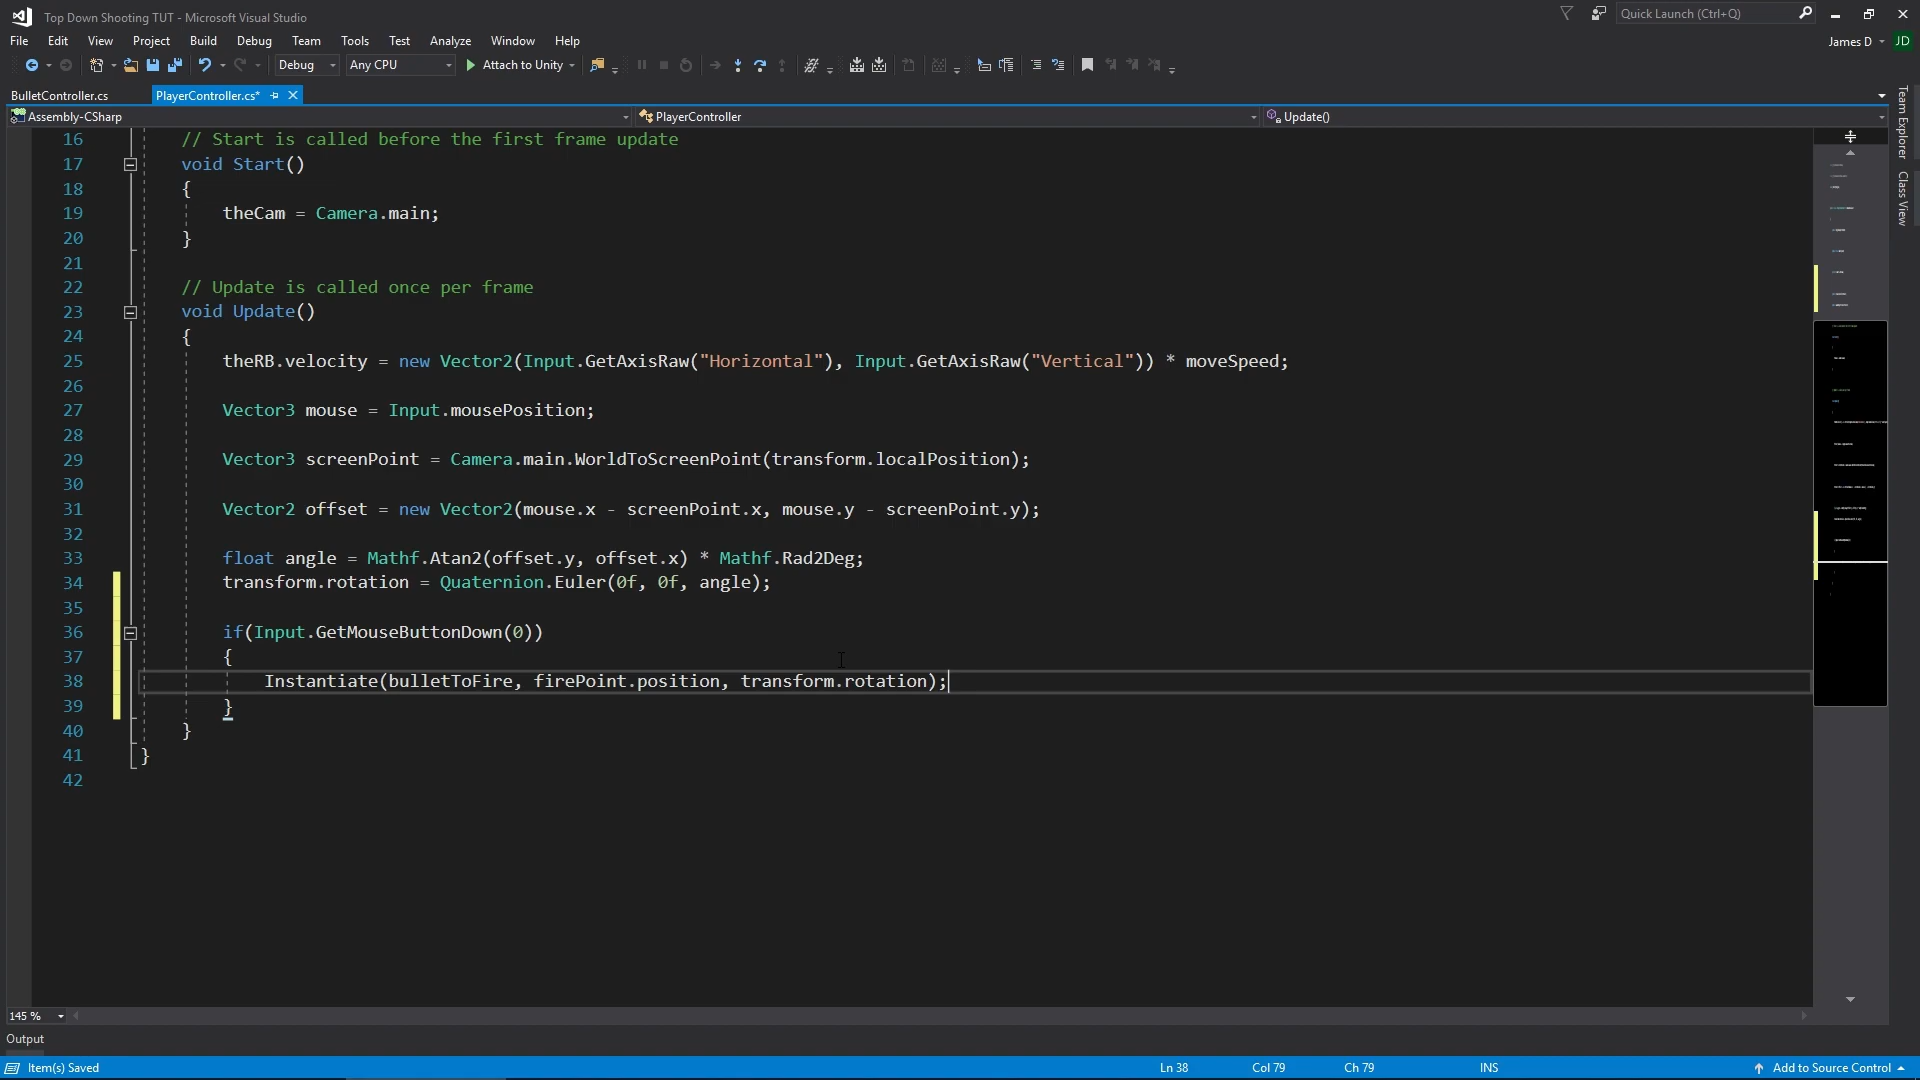 Top Down Shooting TUT - Microsoft Visual Studio
Quick Launch (Ctrl+Q)
File Edit View Project Build Debug Team Tools Test Analyze Window Help
James D JD
Debug Any CPU Attach to Unity
BulletController.cs PlayerController.cs*
Assembly-CSharp PlayerController Update()
Team Explorer
Class View
16 // Start is called before the first frame update
17 void Start()
18 {
19 theCam = Camera.main;
20 }
21
22 // Update is called once per frame
23 void Update()
24 {
25 theRB.velocity = new Vector2(Input.GetAxisRaw("Horizontal"), Input.GetAxisRaw("Vertical")) * moveSpeed;
26
27 Vector3 mouse = Input.mousePosition;
28
29 Vector3 screenPoint = Camera.main.WorldToScreenPoint(transform.localPosition);
30
31 Vector2 offset = new Vector2(mouse.x - screenPoint.x, mouse.y - screenPoint.y);
32
33 float angle = Mathf.Atan2(offset.y, offset.x) * Mathf.Rad2Deg;
34 transform.rotation = Quaternion.Euler(0f, 0f, angle);
35
36 if(Input.GetMouseButtonDown(0))
37 {
38 Instantiate(bulletToFire, firePoint.position, transform.rotation);
39 }
40 }
41 }
42
145 %
Output
Item(s) Saved Ln 38 Col 79 Ch 79 INS Add to Source Control